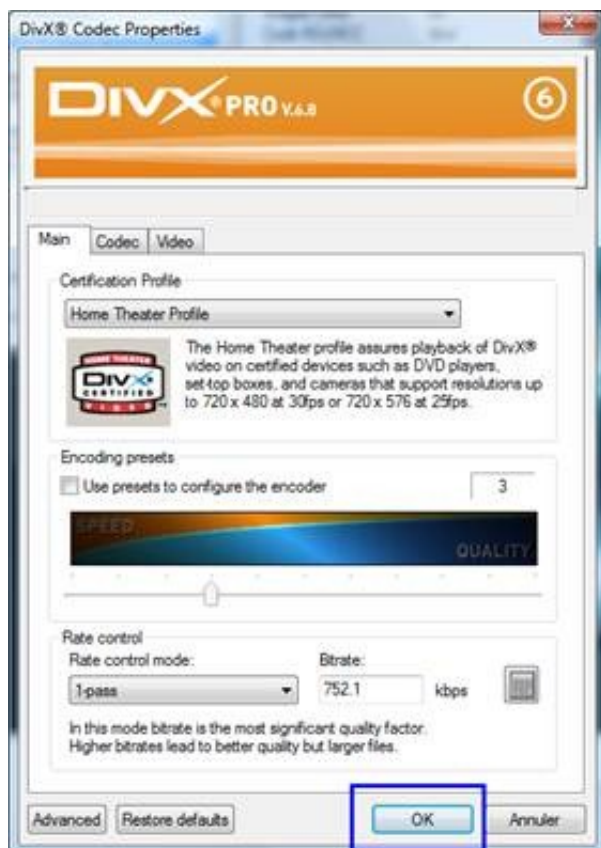 DivX® Codec Properties
DIVX® PRO V.6.8
6
Main Codec Video
Certification Profile
Home Theater Profile
The Home Theater profile assures playback of DivX®
video on certified devices such as DVD players,
set-top boxes, and cameras that support resolutions up
to 720 x 480 at 30fps or 720 x 576 at 25fps.
HOME THEATER
DIVX
CERTIFIED
VIDEO
Encoding presets
Use presets to configure the encoder 3
SPEED
QUALITY
Rate control
Rate control mode: Bitrate:
1-pass 752.1 kbps
In this mode bitrate is the most significant quality factor.
Higher bitrates lead to better quality but larger files.
Advanced Restore defaults OK Annuler